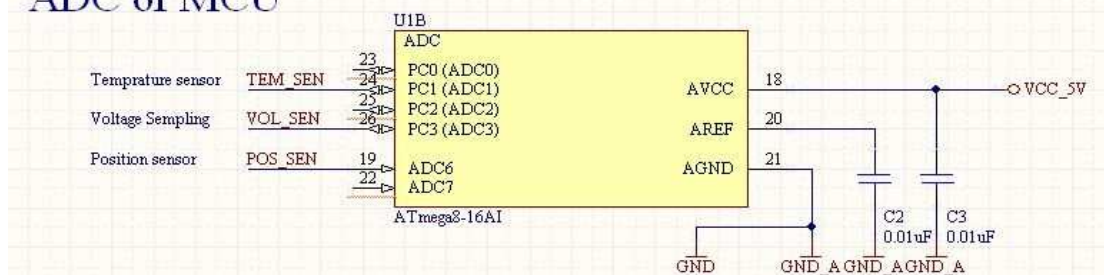 ADC of MCU
U1B
ADC
23
PC0 (ADC0)
Temprature sensor TEM_SEN 24 PC1 (ADC1) AVCC 18 VCC_5V
25 PC2 (ADC2)
Voltage Sempling VOL_SEN 26 PC3 (ADC3) AREF 20
Position sensor POS_SEN 19 ADC6 AGND 21
22 ADC7
ATmega8-16AI
C2 C3
0.01uF 0.01uF
GND GND_A GND_A GND_A